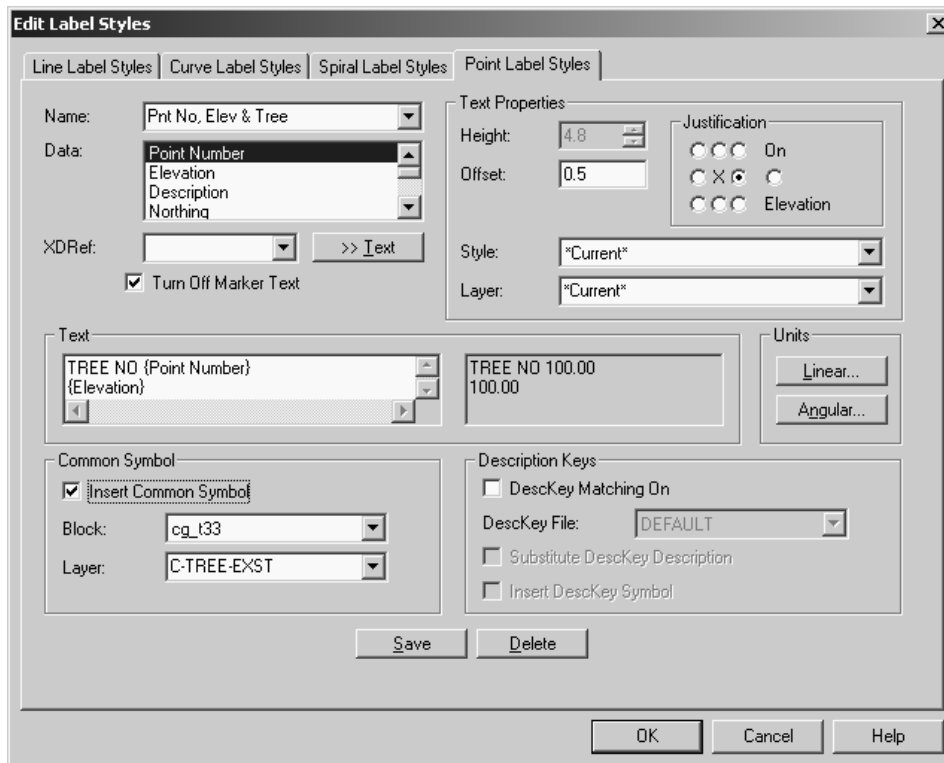 Edit Label Styles
Line Label Styles Curve Label Styles Spiral Label Styles Point Label Styles
Name: Pnt No, Elev & Tree
Data: Point Number
Elevation
Description
Northing
XDRef: >> Text
Turn Off Marker Text
Text Properties
Height: 4.8
Offset: 0.5
Justification
On
X
Elevation
Style: *Current*
Layer: *Current*
Text
TREE NO {Point Number}
{Elevation}
TREE NO 100.00
100.00
Units
Linear...
Angular...
Common Symbol
Insert Common Symbol
Block: cg_t33
Layer: C-TREE-EXST
Description Keys
DescKey Matching On
DescKey File: DEFAULT
Substitute DescKey Description
Insert DescKey Symbol
Save Delete
OK Cancel Help